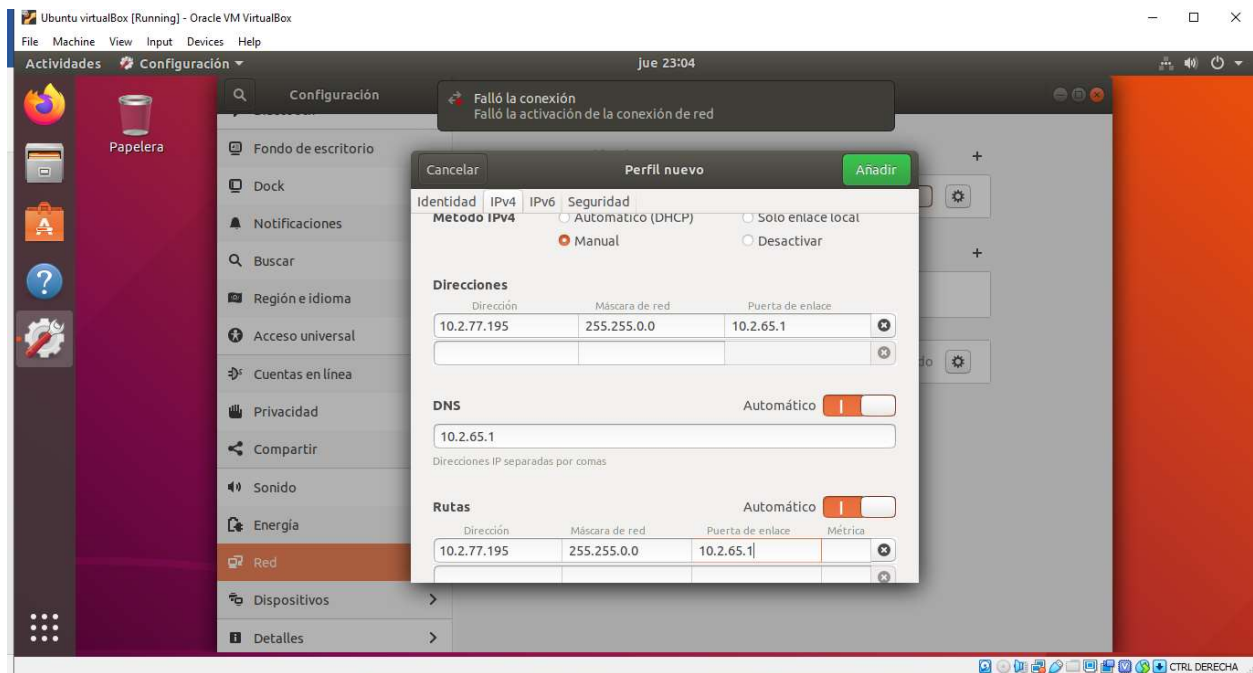 Ubuntu virtualBox [Running] - Oracle VM VirtualBox
File Machine View Input Devices Help
Actividades Configuración jue 23:04
Configuración
Falló la conexión
Falló la activación de la conexión de red
Papelera
Fondo de escritorio
Dock
Notificaciones
Buscar
Región e idioma
Acceso universal
Cuentas en línea
Privacidad
Compartir
Sonido
Energía
Red
Dispositivos
Detalles
Cancelar Perfil nuevo Añadir
Identidad IPv4 IPv6 Seguridad
Método IPv4 Automático (DHCP) Sólo enlace local
Manual Desactivar
Direcciones
Dirección Máscara de red Puerta de enlace
10.2.77.195 255.255.0.0 10.2.65.1
DNS Automático
10.2.65.1
Direcciones IP separadas por comas
Rutas Automático
Dirección Máscara de red Puerta de enlace Métrica
10.2.77.195 255.255.0.0 10.2.65.1
do
CTRL DERECHA